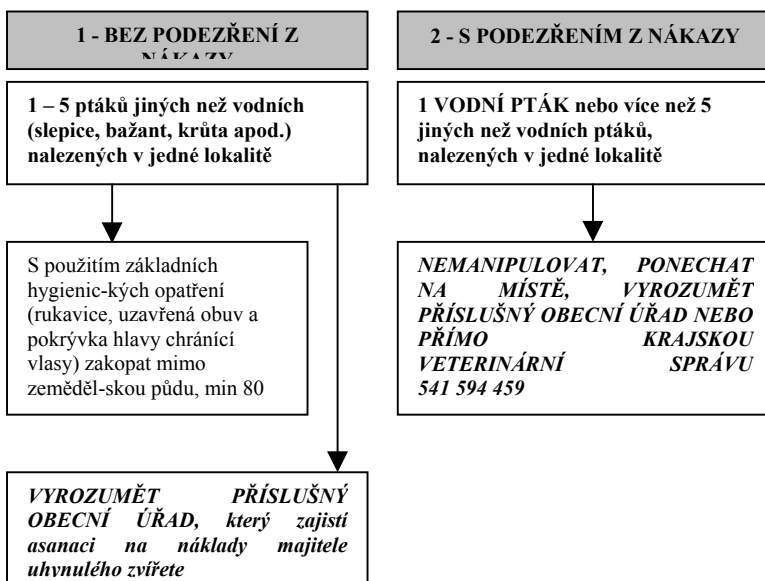 1 - BEZ PODEZŘENÍ Z
NÁKAZY
1 – 5 ptáků jiných než vodních
(slepice, bažant, krůta apod.)
nalezených v jedné lokalitě
S použitím základních
hygienic-kých opatření
(rukavice, uzavřená obuv a
pokrývka hlavy chránící
vlasy) zakopat mimo
zeměděl-skou půdu, min 80
VYROZUMĚT PŘÍSLUŠNÝ
OBECNÍ ÚŘAD, který zajistí
asanaci na náklady majitele
uhynulého zvířete
2 - S PODEZŘENÍM Z NÁKAZY
1 VODNÍ PTÁK nebo více než 5
jiných než vodních ptáků,
nalezených v jedné lokalitě
NEMANIPULOVAT, PONECHAT
NA MÍSTĚ, VYROZUMĚT
PŘÍSLUŠNÝ OBECNÍ ÚŘAD NEBO
PŘÍMO KRAJSKOU
VETERINÁRNÍ SPRÁVU
541 594 459